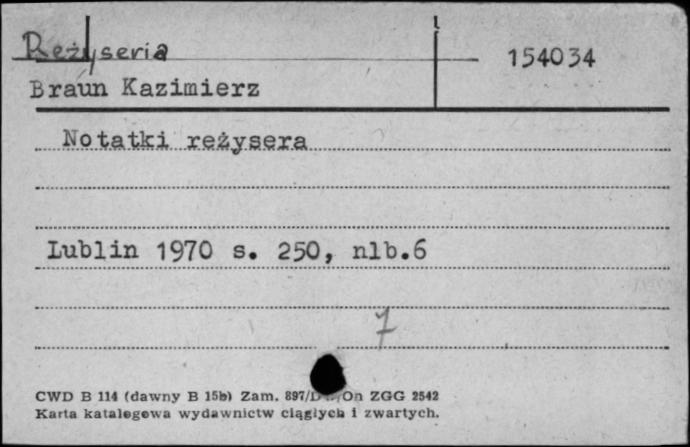 Reżyseria
154034
Braun Kazimierz
Notatki reżysera
Lublin 1970 s. 250, nlb.6
7
CWD B 114 (dawny B 15b) Zam. 897/D /On ZGG 2542
Karta katalogowa wydawnictw ciągłych i zwartych.